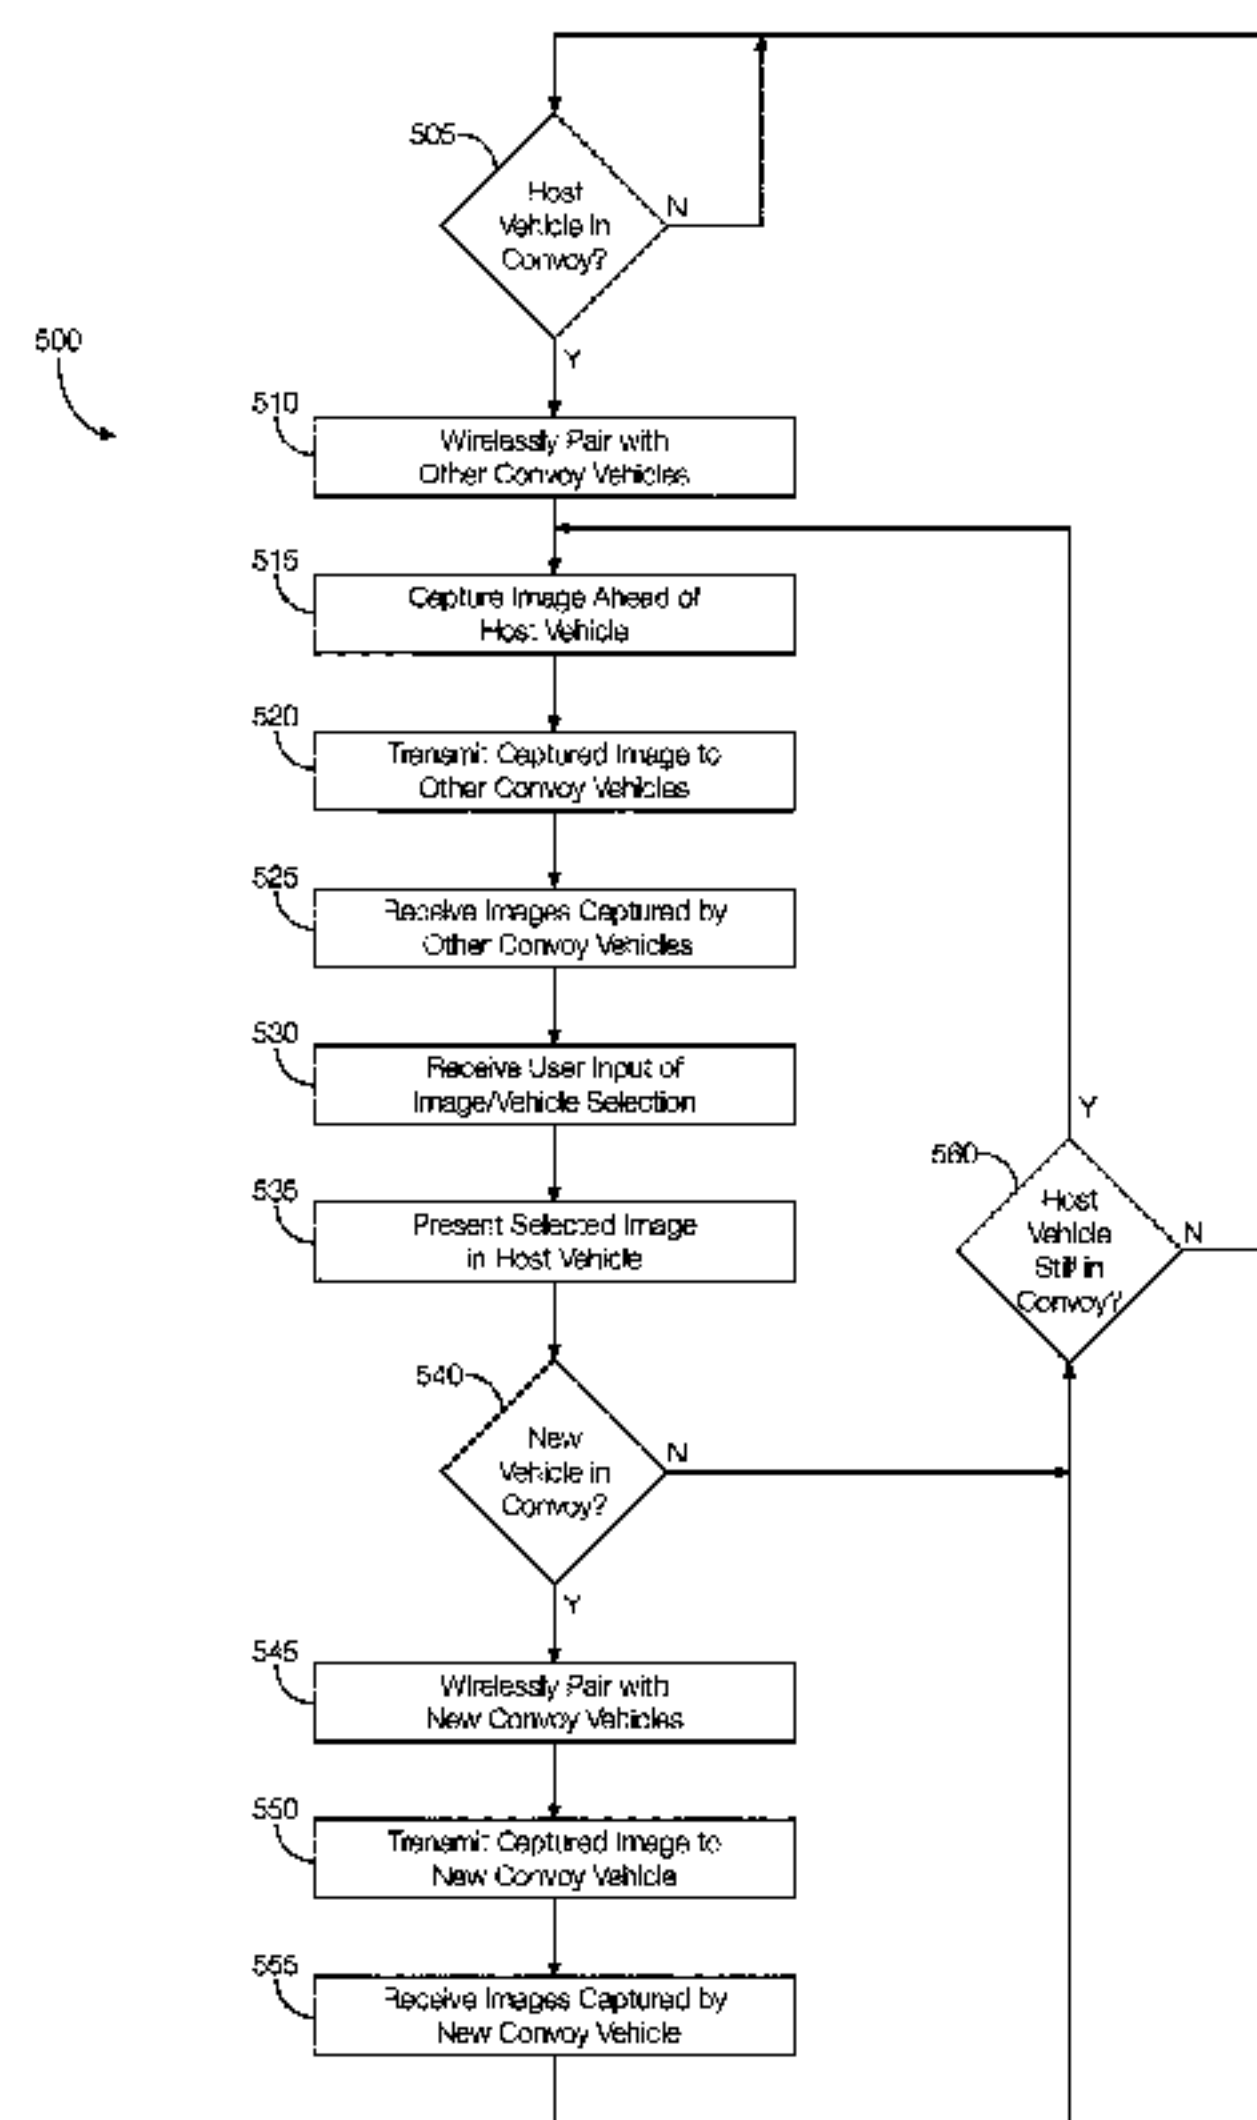 505
Host
Vehicle in
Convoy?
N
Y
500
510
Wirelessly Pair with
Other Convoy Vehicles
515
Capture Image Ahead of
Host Vehicle
520
Transmit Captured Image to
Other Convoy Vehicles
525
Receive Images Captured by
Other Convoy Vehicles
530
Receive User Input of
Image/Vehicle Selection
535
Present Selected Image
in Host Vehicle
540
New
Vehicle in
Convoy?
N
Y
560
Host
Vehicle
Still in
Convoy?
Y
N
545
Wirelessly Pair with
New Convoy Vehicles
550
Transmit Captured Image to
New Convoy Vehicle
555
Receive Images Captured by
New Convoy Vehicle